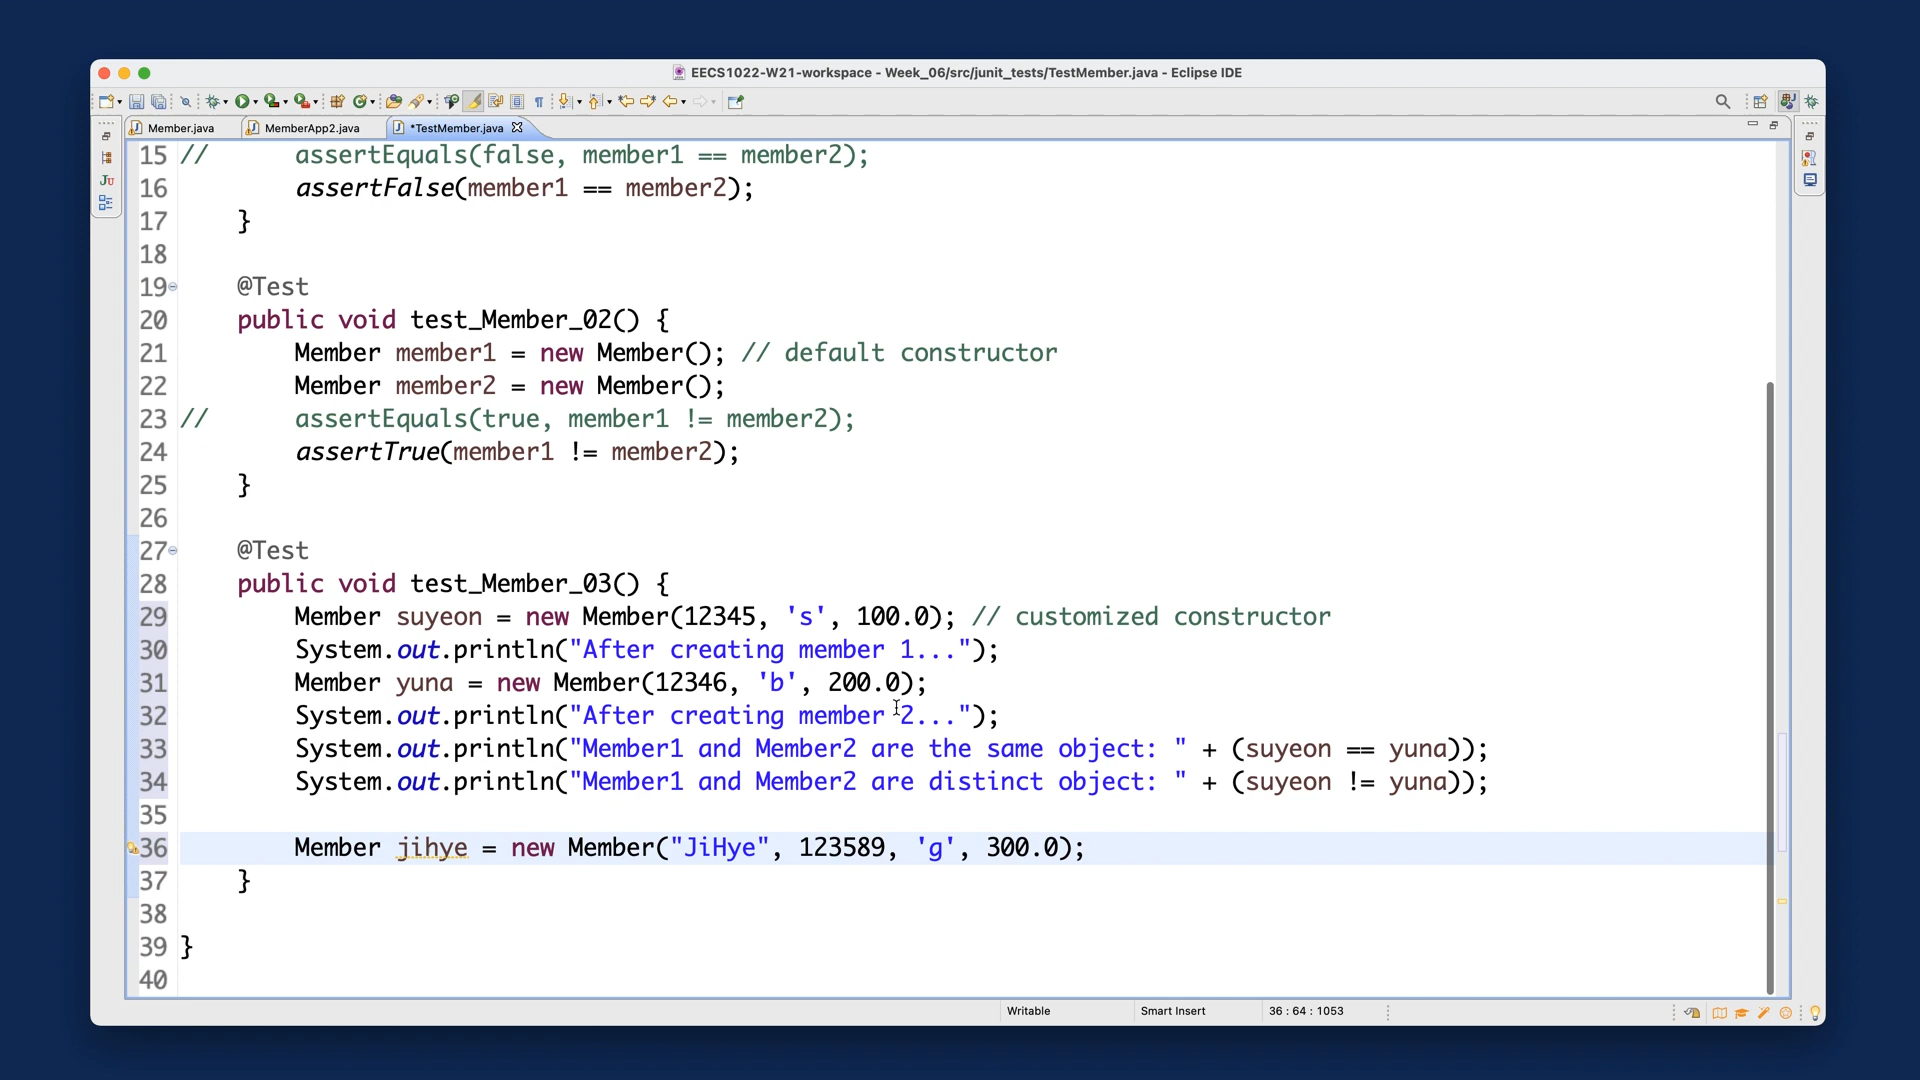 EECS1022-W21-workspace - Week_06/src/junit_tests/TestMember.java - Eclipse IDE
Member.java MemberApp2.java *TestMember.java
15 // assertEquals(false, member1 == member2);
16 assertFalse(member1 == member2);
17 }
18
19 @Test
20 public void test_Member_02() {
21 Member member1 = new Member(); // default constructor
22 Member member2 = new Member();
23 // assertEquals(true, member1 != member2);
24 assertTrue(member1 != member2);
25 }
26
27 @Test
28 public void test_Member_03() {
29 Member suyeon = new Member(12345, 's', 100.0); // customized constructor
30 System.out.println("After creating member 1...");
31 Member yuna = new Member(12346, 'b', 200.0);
32 System.out.println("After creating member 2...");
33 System.out.println("Member1 and Member2 are the same object: " + (suyeon == yuna));
34 System.out.println("Member1 and Member2 are distinct object: " + (suyeon != yuna));
35
36 Member jihye = new Member("JiHye", 123589, 'g', 300.0);
37 }
38
39 }
40
Writable Smart Insert 36 : 64 : 1053